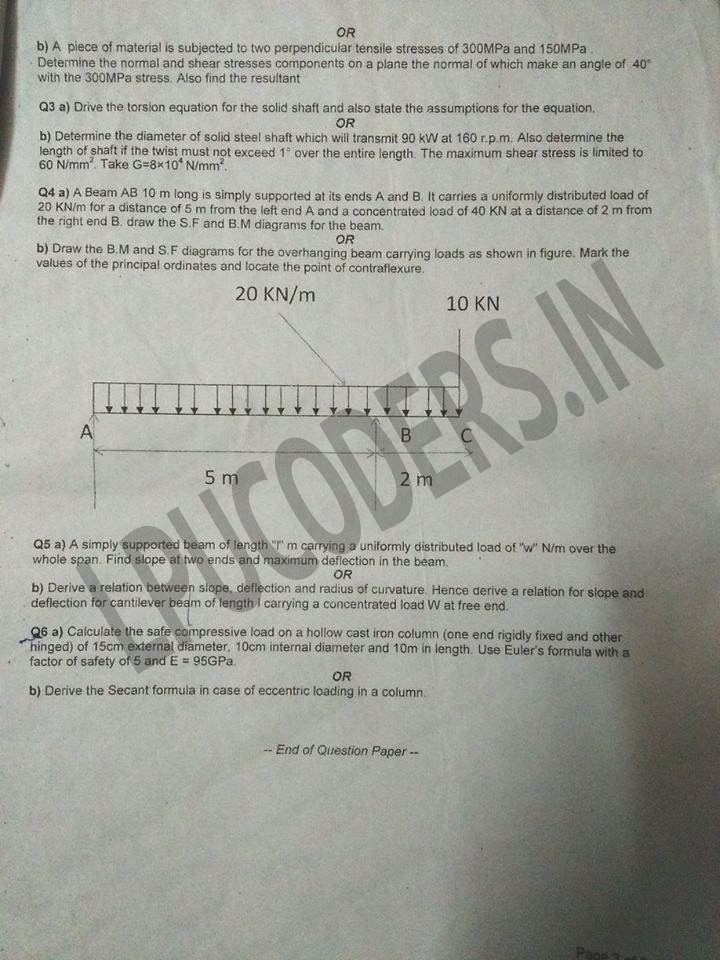 OR
b) A piece of material is subjected to two perpendicular tensile stresses of 300MPa and 150MPa .
Determine the normal and shear stresses components on a plane the normal of which make an angle of 40°
with the 300MPa stress. Also find the resultant
Q3 a) Drive the torsion equation for the solid shaft and also state the assumptions for the equation.
OR
b) Determine the diameter of solid steel shaft which will transmit 90 kW at 160 r.p.m. Also determine the
length of shaft if the twist must not exceed 1° over the entire length. The maximum shear stress is limited to
60 N/mm². Take G=8×10⁴ N/mm².
Q4 a) A Beam AB 10 m long is simply supported at its ends A and B. It carries a uniformly distributed load of
20 KN/m for a distance of 5 m from the left end A and a concentrated load of 40 KN at a distance of 2 m from
the right end B. draw the S.F and B.M diagrams for the beam.
OR
b) Draw the B.M and S.F diagrams for the overhanging beam carrying loads as shown in figure. Mark the
values of the principal ordinates and locate the point of contraflexure.
20 KN/m
10 KN
A B C
5 m 2 m
LPUCODERS.IN
Q5 a) A simply supported beam of length "l" m carrying a uniformly distributed load of "w" N/m over the
whole span. Find slope at two ends and maximum deflection in the beam.
OR
b) Derive a relation between slope, deflection and radius of curvature. Hence derive a relation for slope and
deflection for cantilever beam of length l carrying a concentrated load W at free end.
Q6 a) Calculate the safe compressive load on a hollow cast iron column (one end rigidly fixed and other
hinged) of 15cm external diameter, 10cm internal diameter and 10m in length. Use Euler's formula with a
factor of safety of 5 and E = 95GPa.
OR
b) Derive the Secant formula in case of eccentric loading in a column.
-- End of Question Paper --